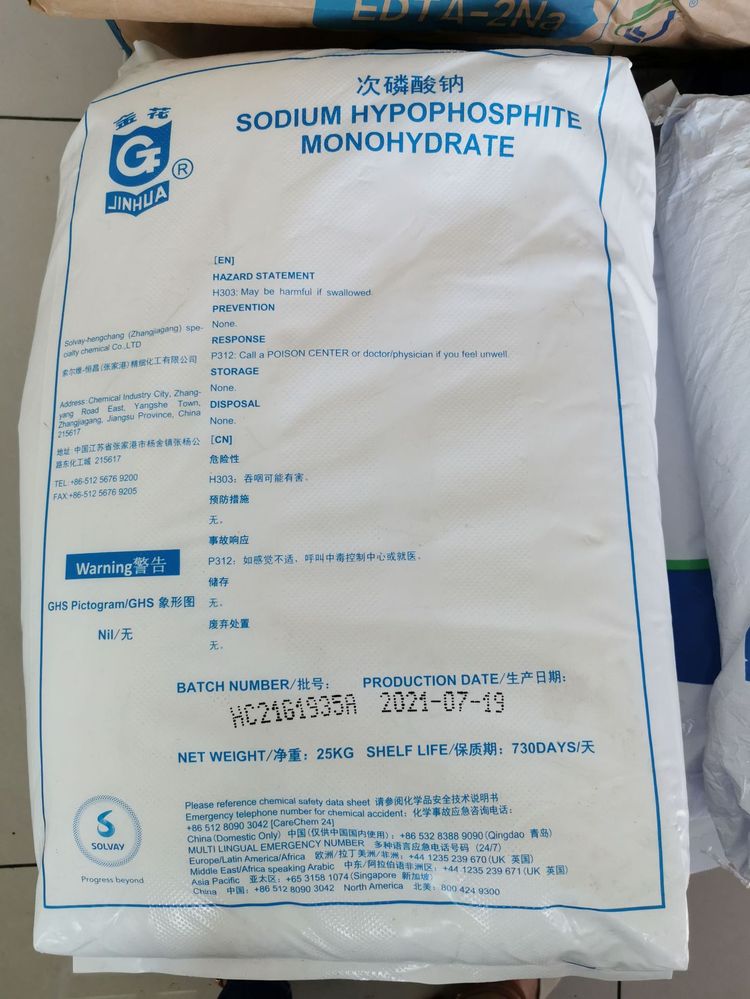 EDTA-2Na
次磷酸钠
SODIUM HYPOPHOSPHITE
MONOHYDRATE
金花
JINHUA
®
[EN]
HAZARD STATEMENT
H303: May be harmful if swallowed.
PREVENTION
None.
RESPONSE
P312: Call a POISON CENTER or doctor/physician if you feel unwell.
STORAGE
None.
DISPOSAL
None.
[CN]
危险性
H303：吞咽可能有害。
预防措施
无。
事故响应
P312：如感觉不适，呼叫中毒控制中心或就医。
储存
无。
废弃处置
无。
Solvay-hengchang (Zhangjiagang) spe-
cialty chemical Co.,LTD
索尔维-恒昌(张家港)精细化工有限公司
Address: Chemical Industry City, Zhang-
yang Road East, Yangshe Town,
Zhangjiagang, Jiangsu Province, China
215617
地址: 中国江苏省张家港市杨舍镇张杨公
路东化工城 215617
TEL:+86-512 5676 9200
FAX:+86-512 5676 9205
Warning警告
GHS Pictogram/GHS 象形图
Nil/无
BATCH NUMBER/批号: PRODUCTION DATE/生产日期:
HC21G1935A 2021-07-19
NET WEIGHT/净重: 25KG SHELF LIFE/保质期: 730DAYS/天
Please reference chemical safety data sheet 请参阅化学品安全技术说明书
Emergency telephone number for chemical accident: 化学事故应急咨询电话:
+86 512 8090 3042 [CareChem 24]
China (Domestic Only) 中国 (仅供中国国内使用) : +86 532 8388 9090 (Qingdao 青岛)
MULTI LINGUAL EMERGENCY NUMBER 多种语言应急电话号码 (24/7)
Europe/Latin America/Africa 欧洲/拉丁美洲/非洲: +44 1235 239 670 (UK 英国)
Middle East/Africa speaking Arabic 中东/阿拉伯语非洲区: +44 1235 239 671 (UK 英国)
Asia Pacific 亚太区: +65 3158 1074 (Singapore 新加坡)
China 中国: +86 512 8090 3042 North America 北美: 800 424 9300
SOLVAY
Progress beyond